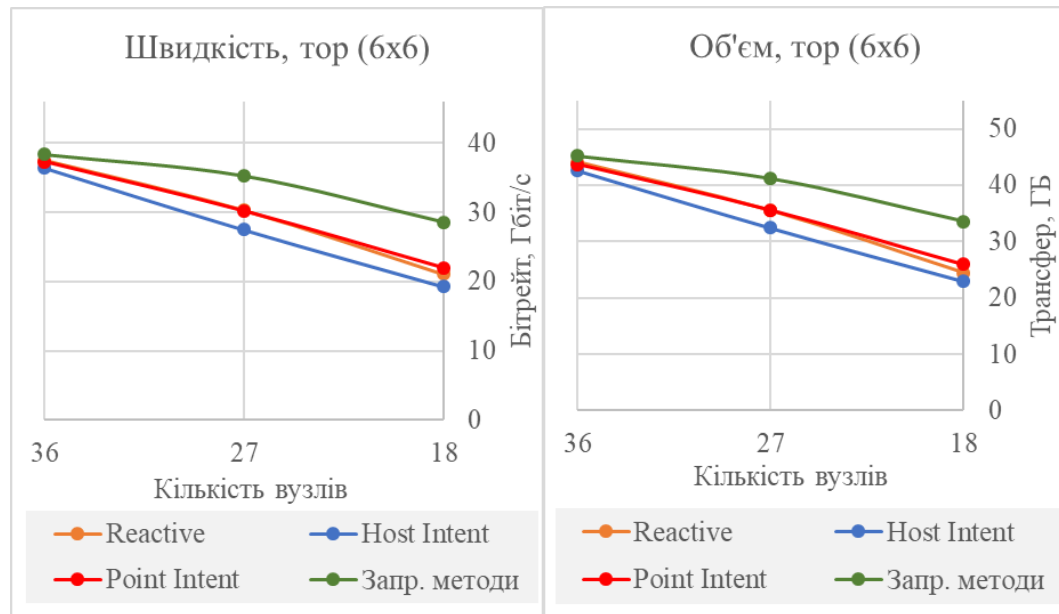 Швидкість, тор (6x6)
40
30
20
10
0
Бітрейт, Гбіт/с
36 27 18
Кількість вузлів
Reactive Host Intent
Point Intent Запр. методи
Об'єм, тор (6x6)
50
40
30
20
10
0
Трансфер, ГБ
36 27 18
Кількість вузлів
Reactive Host Intent
Point Intent Запр. методи